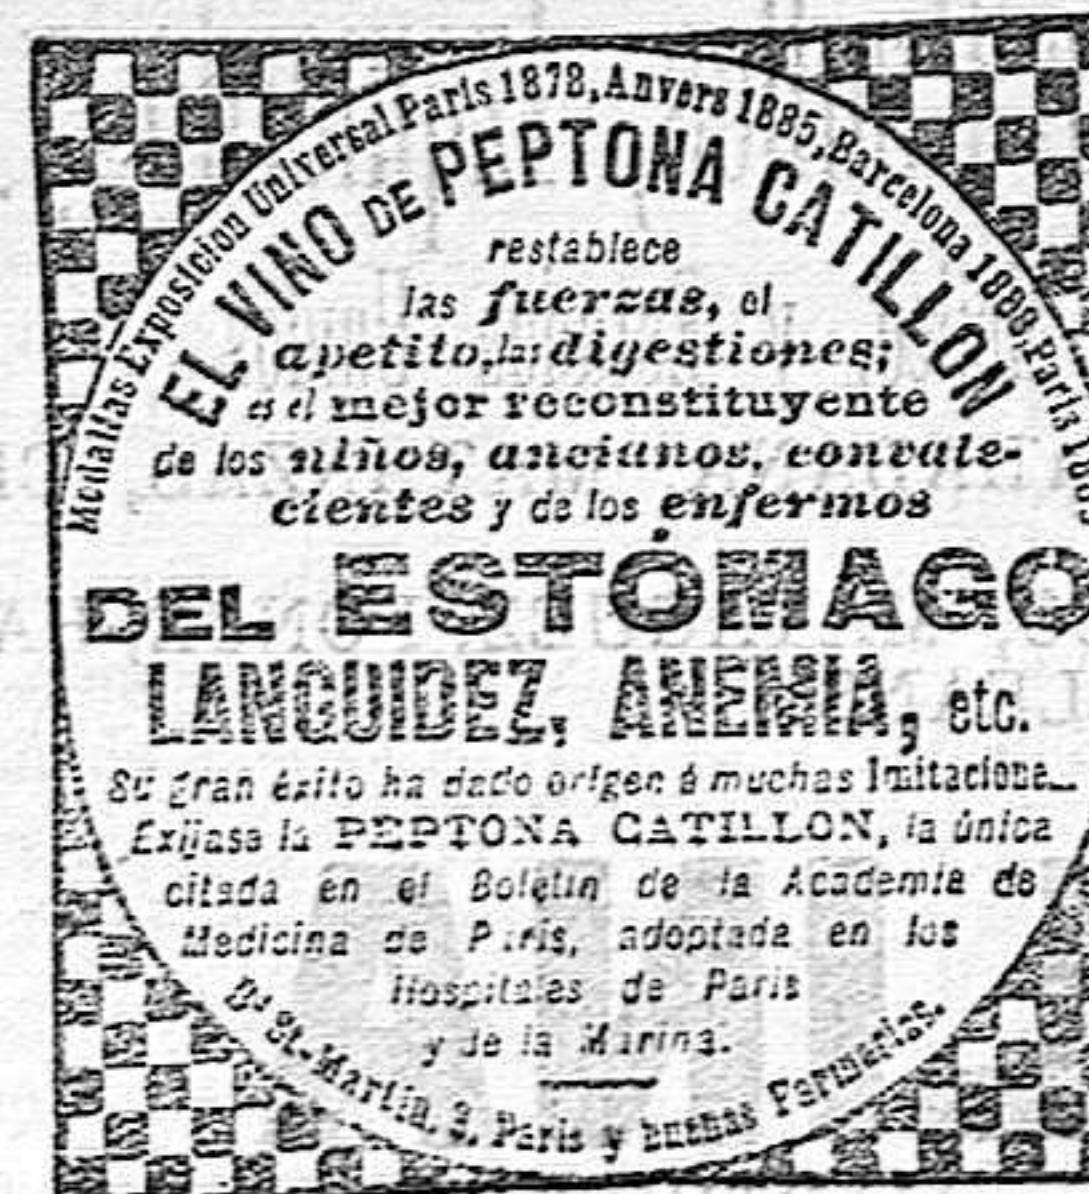 Medallas Exposicion Universal Paris 1878, Anvers 1885, Barcelona 1888, Paris
EL VINO DE PEPTONA CATILLON
restablece
las fuerzas, el
apetito, las digestiones;
es el mejor reconstituyente
de los niños, ancianos, convale-
cientes y de los enfermos
DEL ESTÓMAGO
LANGUIDEZ, ANEMIA, etc.
Su gran éxito ha dado origen á muchas Imitacione
Exíjase la PEPTONA CATILLON, la única
citada en el Boletin de la Academia de
Medicina de Paris, adoptada en los
Hospitales de Paris
y de la Marina.
Bd St-Martin, 3, Paris y buenas Farmacias.